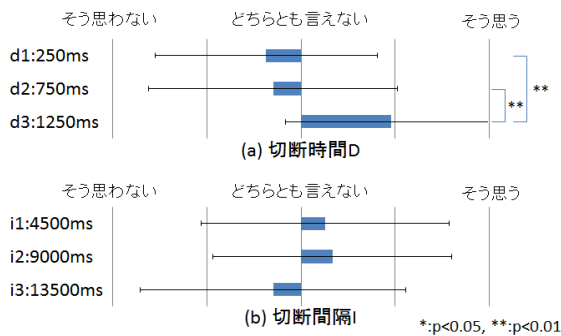 そう思わない どちらとも言えない そう思う
d1:250ms
d2:750ms
d3:1250ms
**
**
(a) 切断時間D
そう思わない どちらとも言えない そう思う
i1:4500ms
i2:9000ms
i3:13500ms
(b) 切断間隔I
*:p<0.05, **:p<0.01